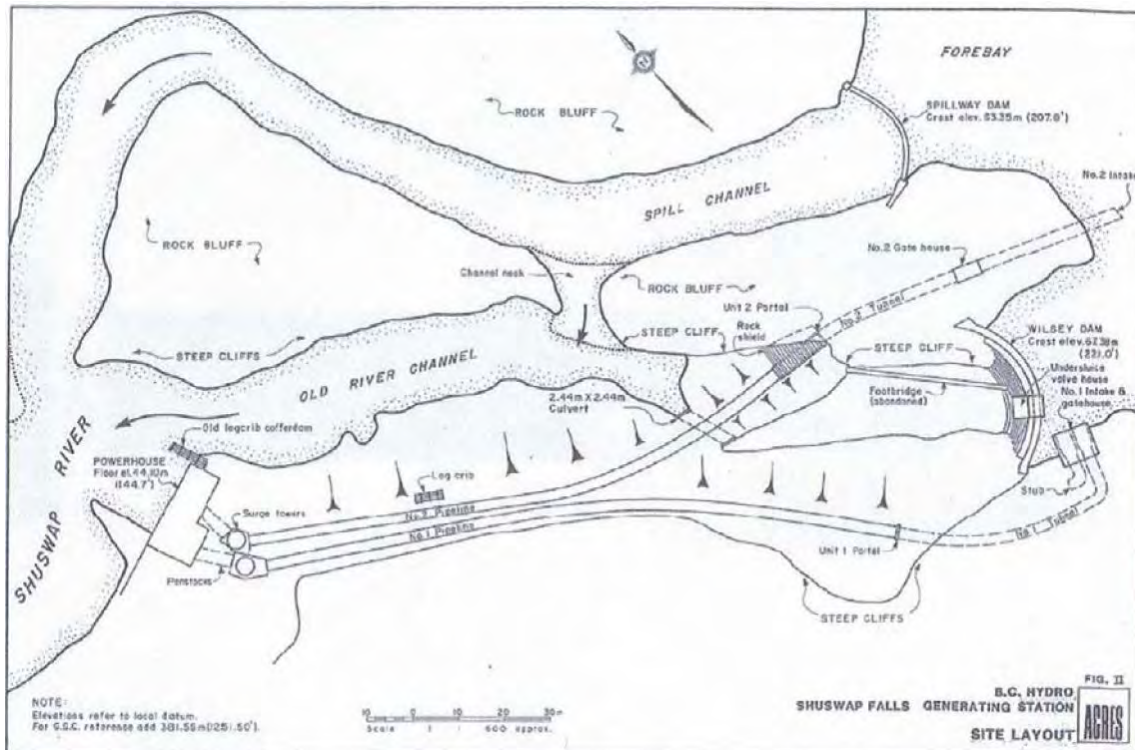 FOREBAY
SPILLWAY DAM
Crest elev. 63.35m (207.8')
ROCK BLUFF
No.2 Intake
SPILL CHANNEL
ROCK BLUFF
No.2 Gate house
Channel neck
ROCK BLUFF
Unit 2 Portal
No.2 Tunnel
STEEP CLIFF
Rock
shield
WILSEY DAM
Crest elev. 67.38m
(221.0')
STEEP CLIFF
STEEP CLIFFS
Undersluice
valve house
No.1 Intake &
gatehouse
Footbridge
(abandoned)
OLD RIVER CHANNEL
2.44m X 2.44m
Culvert
Old logcrib cofferdam
POWERHOUSE
Floor el. 44.10m
(144.7')
SHUSWAP RIVER
Log crib
Stub
No.2 Pipeline
No.1 Pipeline
No.1 Tunnel
Surge towers
Unit 1 Portal
Penstocks
STEEP CLIFFS
NOTE:
Elevations refer to local datum.
For G.S.C. reference add 381.56m(1251.50').
10 0 10 20 30m
Scale 1 : 600 approx.
FIG. II
B.C. HYDRO
SHUSWAP FALLS GENERATING STATION
SITE LAYOUT
ACRES